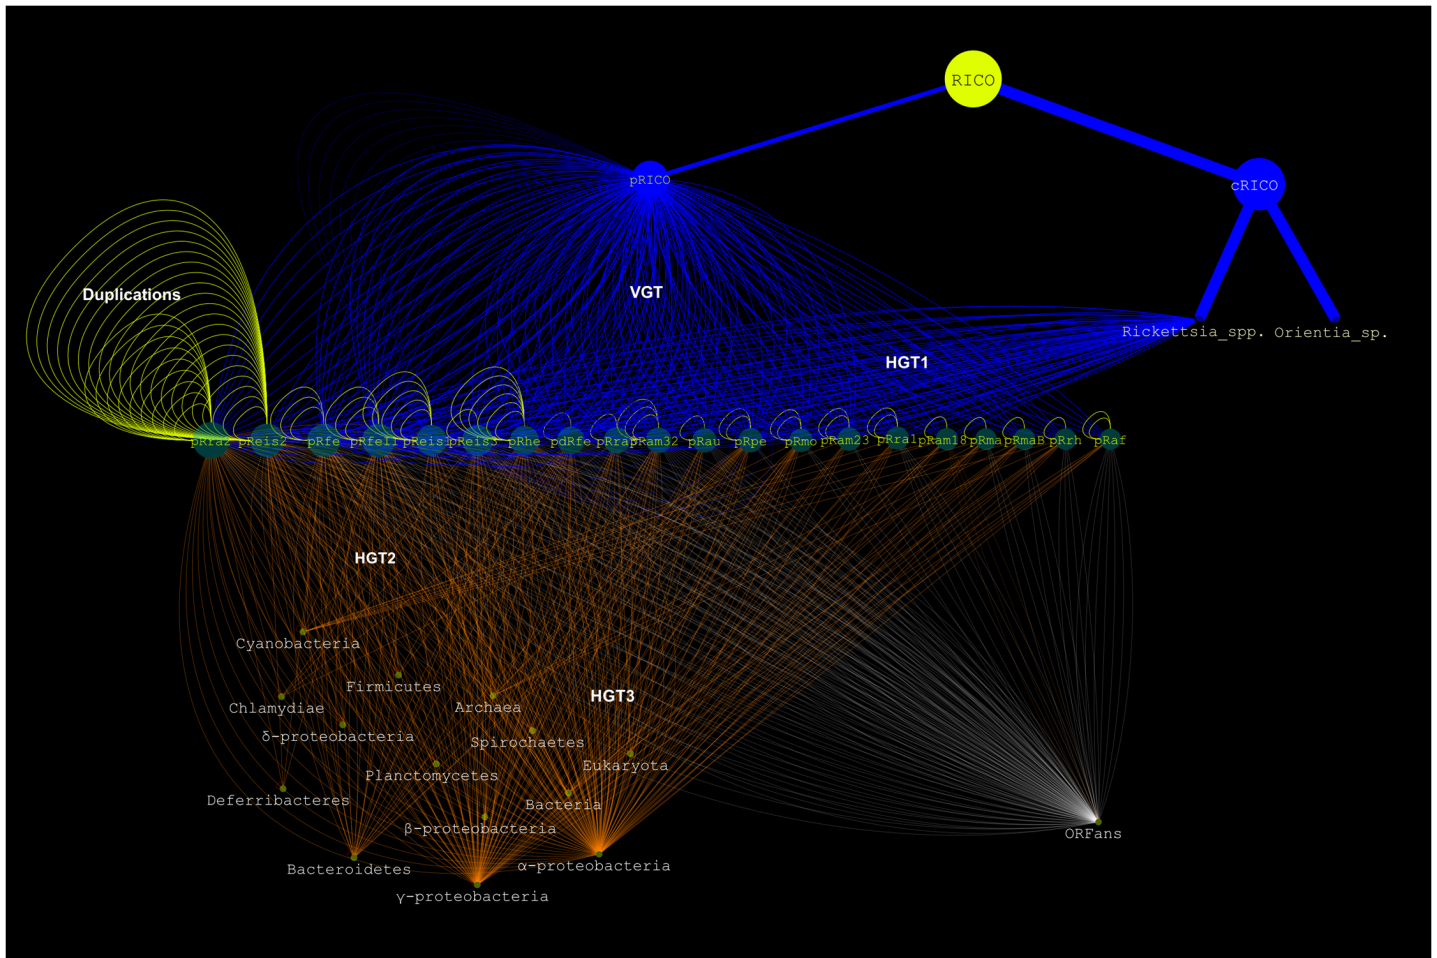 RICO
pRICO
cRICO
Duplications
VGT
Rickettsia_spp. Orientia_sp.
HGT1
pRra2 pReis2 pRfe pRfef1 pReis1 pReis3 pRhe pdRfe pRra3 pRam32 pRau pRpe pRmo pRam23 pRra1 pRam18 pRma pRmaB pRrh pRaf
HGT2
Cyanobacteria
Firmicutes
HGT3
Chlamydiae
Archaea
δ-proteobacteria
Spirochaetes
Eukaryota
Planctomycetes
Deferribacteres
Bacteria
β-proteobacteria
ORFans
Bacteroidetes
α-proteobacteria
γ-proteobacteria